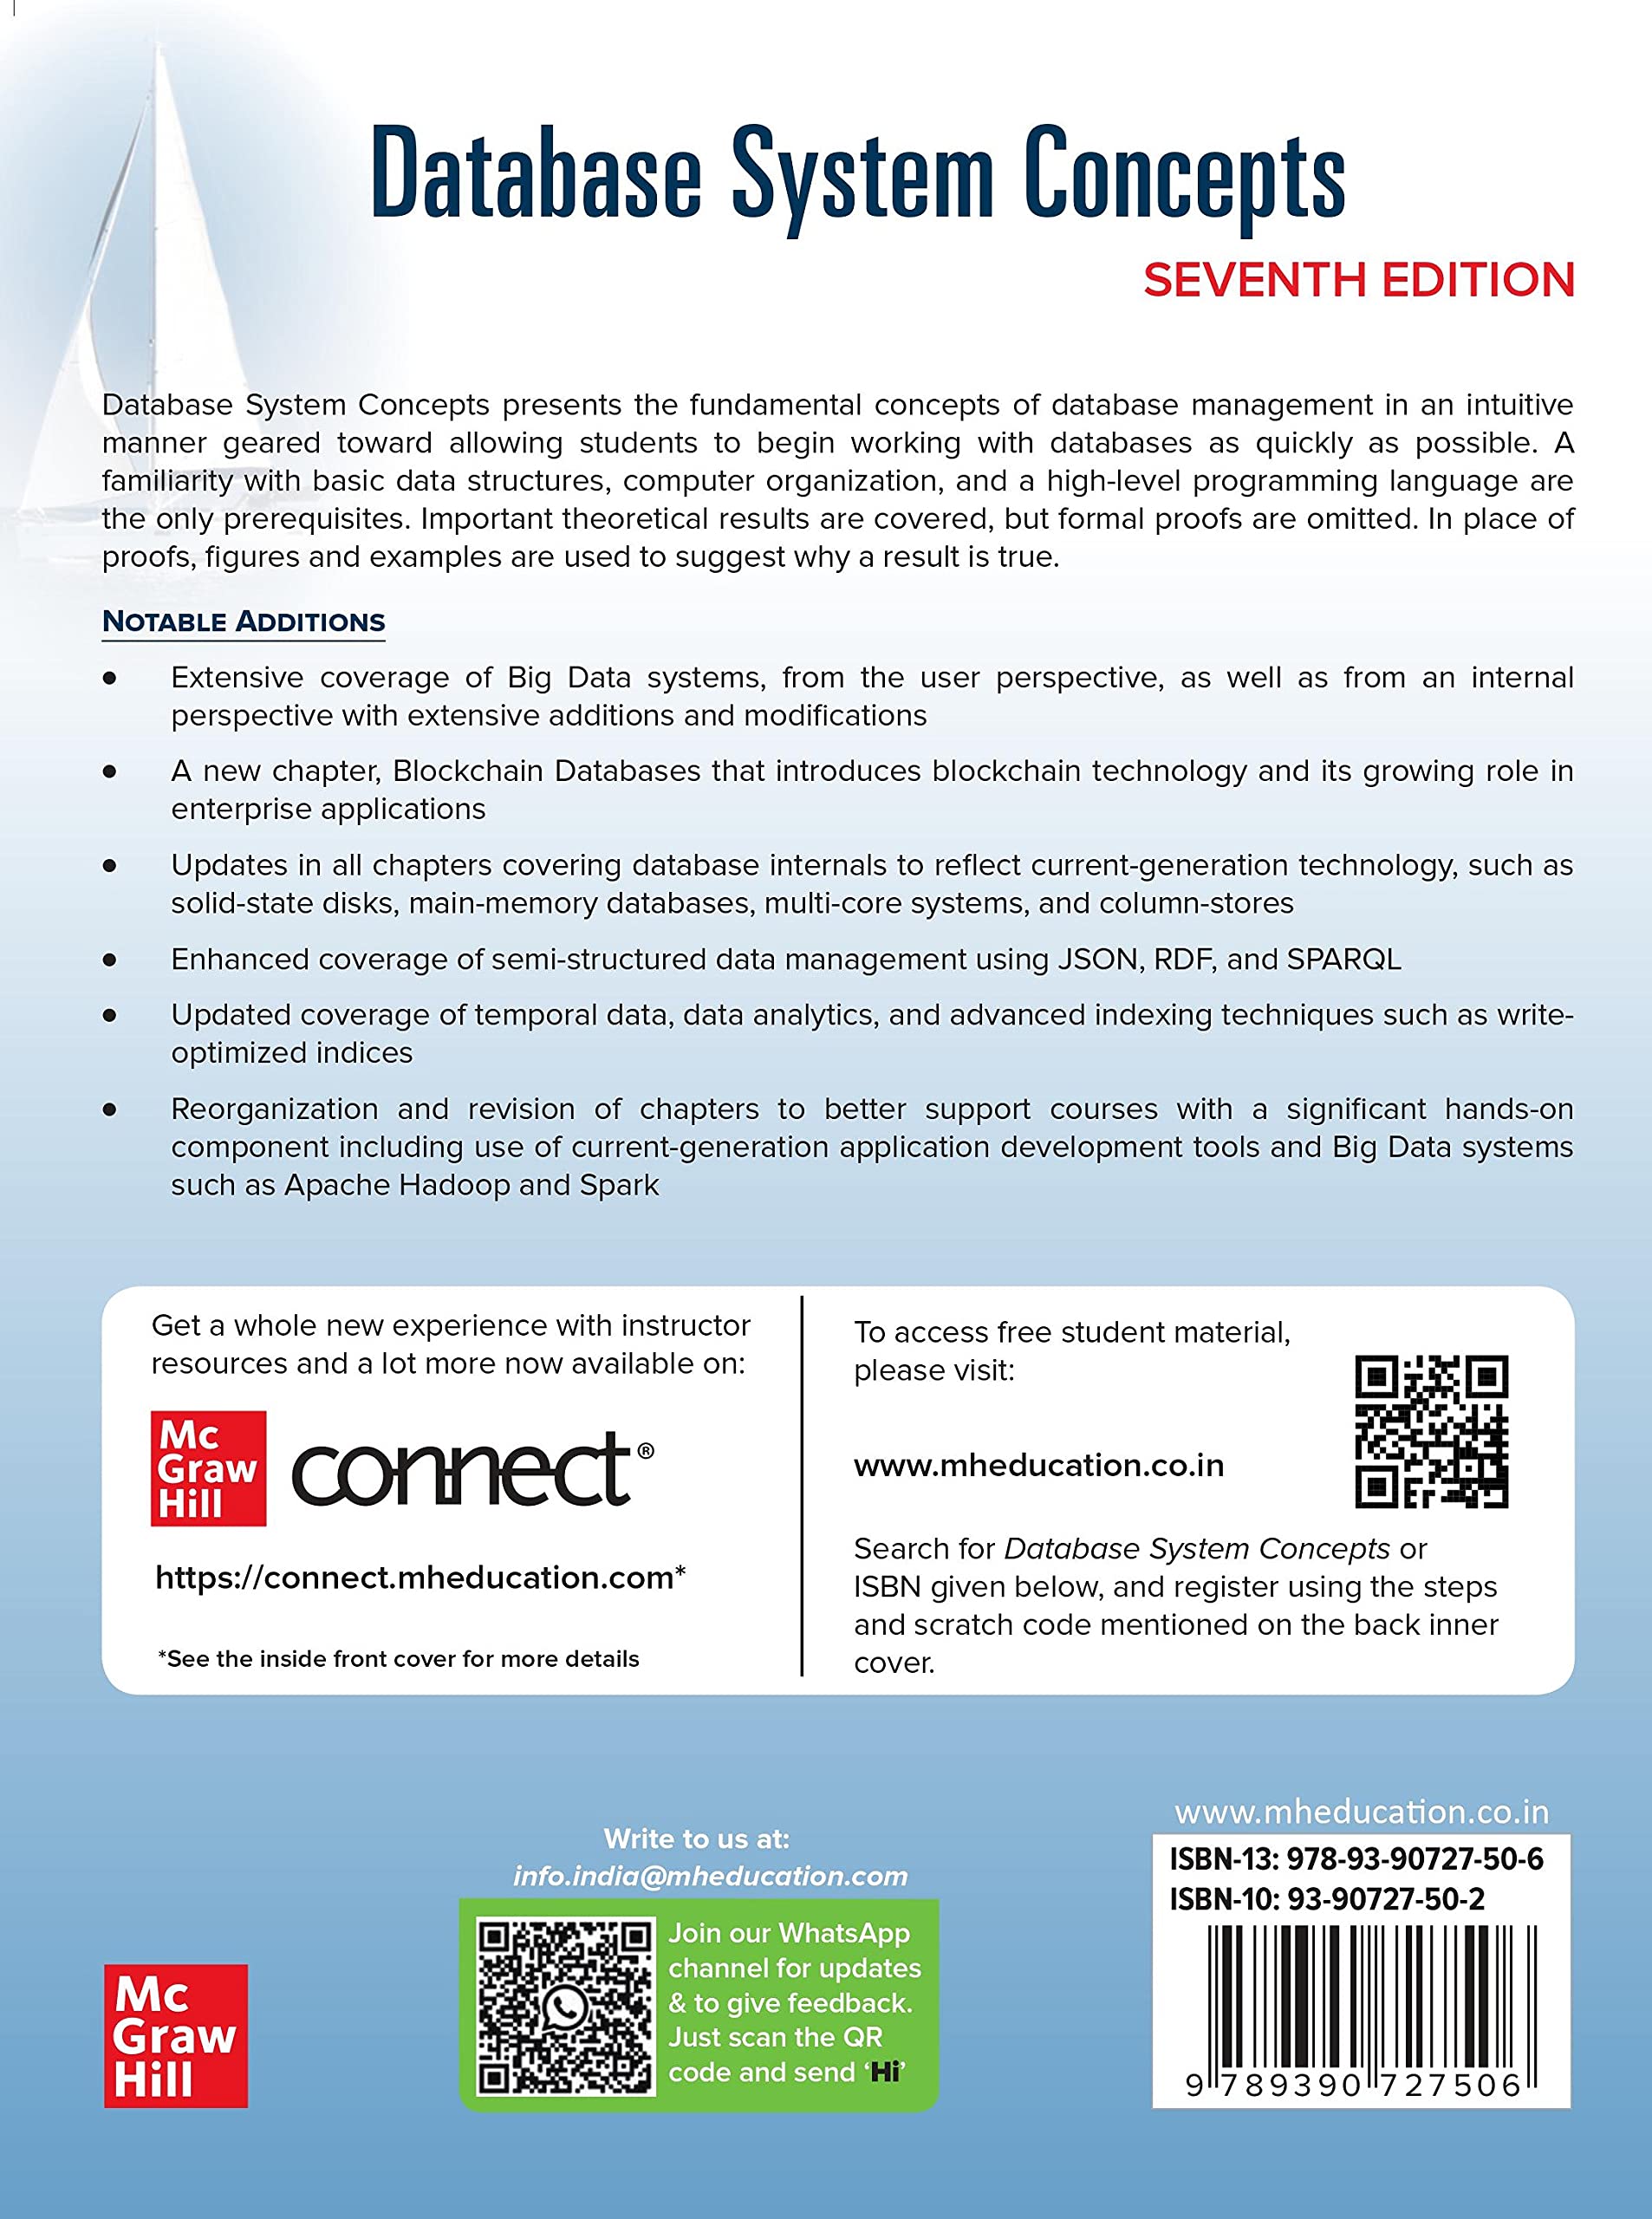 Database System Concepts
SEVENTH EDITION
Database System Concepts presents the fundamental concepts of database management in an intuitive
manner geared toward allowing students to begin working with databases as quickly as possible. A
familiarity with basic data structures, computer organization, and a high-level programming language are
the only prerequisites. Important theoretical results are covered, but formal proofs are omitted. In place of
proofs, figures and examples are used to suggest why a result is true.
NOTABLE ADDITIONS
• Extensive coverage of Big Data systems, from the user perspective, as well as from an internal
perspective with extensive additions and modifications
• A new chapter, Blockchain Databases that introduces blockchain technology and its growing role in
enterprise applications
• Updates in all chapters covering database internals to reflect current-generation technology, such as
solid-state disks, main-memory databases, multi-core systems, and column-stores
• Enhanced coverage of semi-structured data management using JSON, RDF, and SPARQL
• Updated coverage of temporal data, data analytics, and advanced indexing techniques such as write-
optimized indices
• Reorganization and revision of chapters to better support courses with a significant hands-on
component including use of current-generation application development tools and Big Data systems
such as Apache Hadoop and Spark
Get a whole new experience with instructor
resources and a lot more now available on:
Mc
Graw
Hill
connect®
https://connect.mheducation.com*
*See the inside front cover for more details
To access free student material,
please visit:
www.mheducation.co.in
Search for Database System Concepts or
ISBN given below, and register using the steps
and scratch code mentioned on the back inner
cover.
Mc
Graw
Hill
Write to us at:
info.india@mheducation.com
Join our WhatsApp
channel for updates
& to give feedback.
Just scan the QR
code and send ‘Hi’
www.mheducation.co.in
ISBN-13: 978-93-90727-50-6
ISBN-10: 93-90727-50-2
9 789390 727506